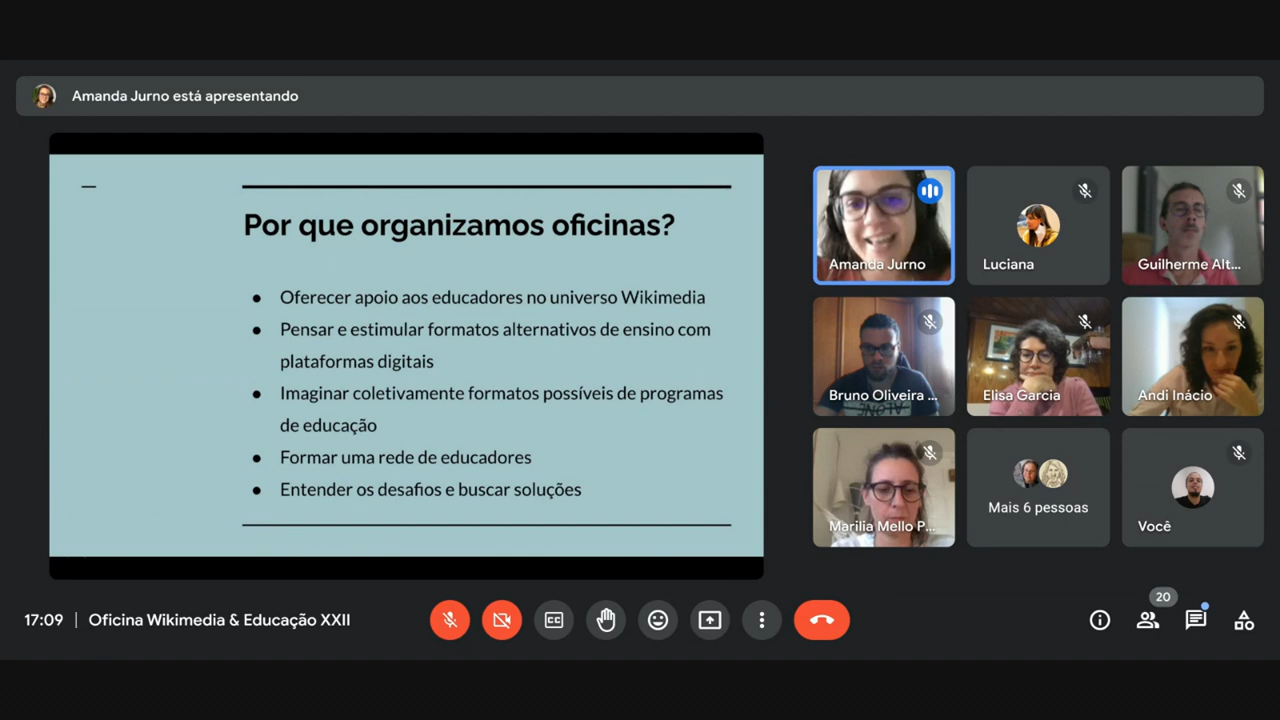 Amanda Jurno está apresentando
Por que organizamos oficinas?
● Oferecer apoio aos educadores no universo Wikimedia
● Pensar e estimular formatos alternativos de ensino com
plataformas digitais
● Imaginar coletivamente formatos possíveis de programas
de educação
● Formar uma rede de educadores
● Entender os desafios e buscar soluções
Amanda Jurno
Luciana
Guilherme Alt...
Bruno Oliveira ...
Elisa Garcia
Andi Inácio
Marilia Mello P...
Mais 6 pessoas
Você
17:09 | Oficina Wikimedia & Educação XXII
CC
20